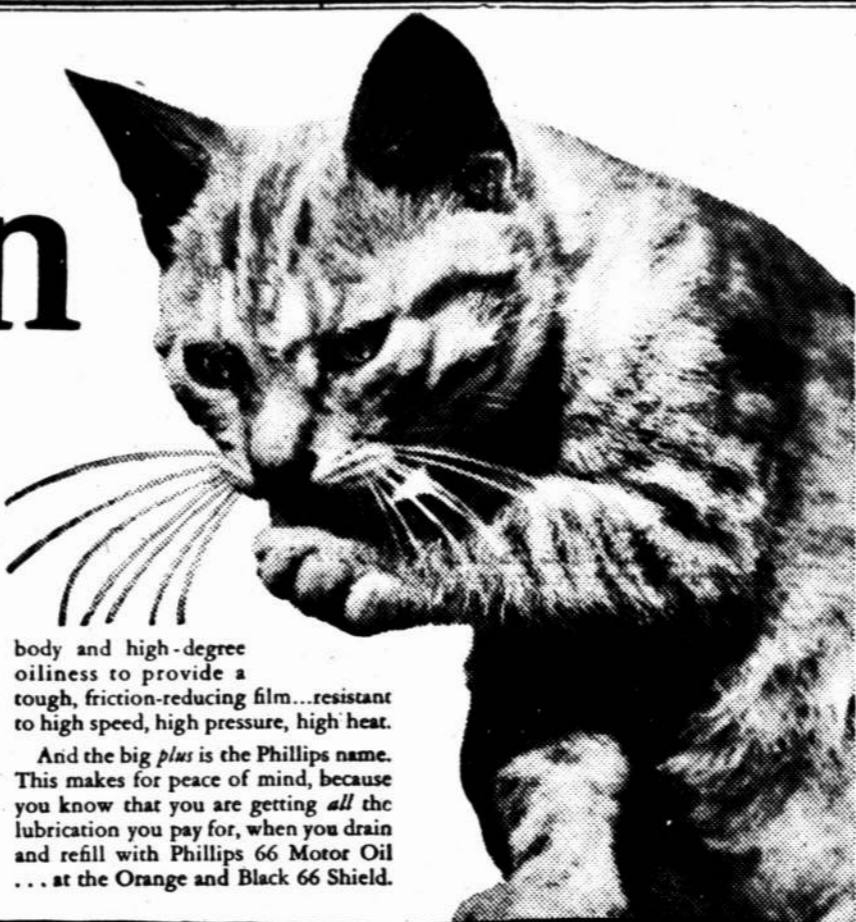 n
body and high-degree
oiliness to provide a
tough, friction-reducing film...resistant
to high speed, high pressure, high heat.
And the big plus is the Phillips name.
This makes for peace of mind, because
you know that you are getting all the
lubrication you pay for, when you drain
and refill with Phillips 66 Motor Oil
. . . at the Orange and Black 66 Shield.